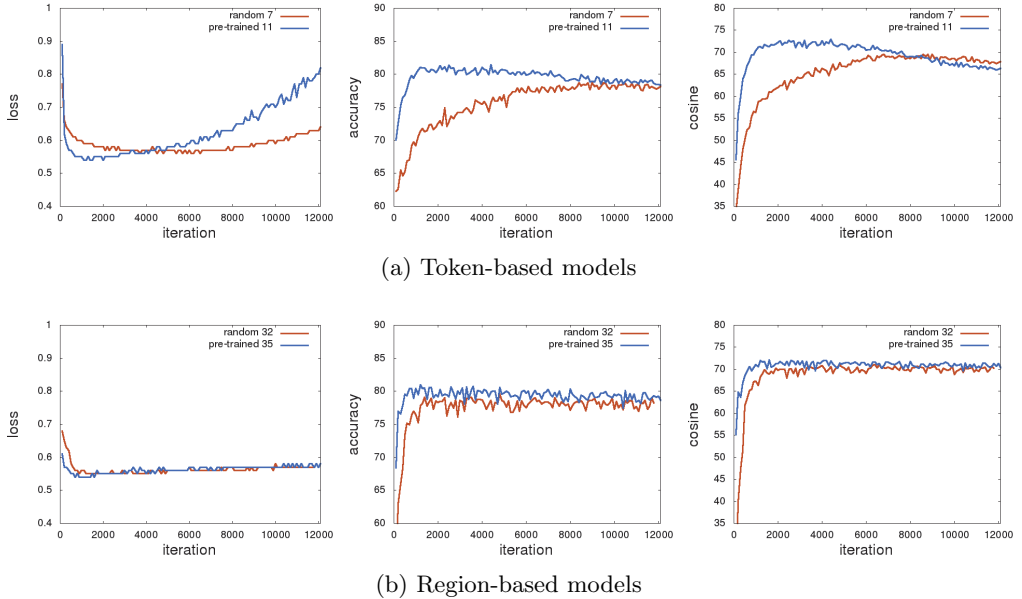 random 7
pre-trained 11
loss
1
0.9
0.8
0.7
0.6
0.5
0.4
0 2000 4000 6000 8000 10000 12000
iteration
random 7
pre-trained 11
accuracy
90
85
80
75
70
65
60
0 2000 4000 6000 8000 10000 12000
iteration
random 7
pre-trained 11
cosine
80
75
70
65
60
55
50
45
40
35
0 2000 4000 6000 8000 10000 12000
iteration
(a) Token-based models
random 32
pre-trained 35
loss
1
0.9
0.8
0.7
0.6
0.5
0.4
0 2000 4000 6000 8000 10000 12000
iteration
random 32
pre-trained 35
accuracy
90
85
80
75
70
65
60
0 2000 4000 6000 8000 10000 12000
iteration
random 32
pre-trained 35
cosine
80
75
70
65
60
55
50
45
40
35
0 2000 4000 6000 8000 10000 12000
iteration
(b) Region-based models